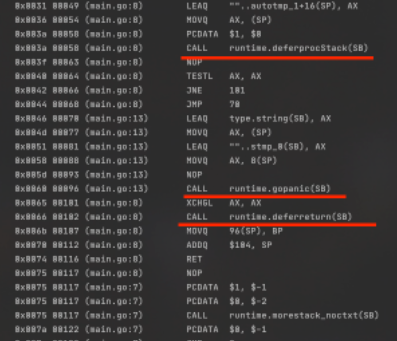 0x0031 00049 (main.go:8) LEAQ ""..autotmp_1+16(SP), AX
0x0036 00054 (main.go:8) MOVQ AX, (SP)
0x003a 00058 (main.go:8) PCDATA $1, $0
0x003a 00058 (main.go:8) CALL runtime.deferprocStack(SB)
0x003f 00063 (main.go:8) NOP
0x0040 00064 (main.go:8) TESTL AX, AX
0x0042 00066 (main.go:8) JNE 101
0x0044 00068 (main.go:8) JMP 70
0x0046 00070 (main.go:13) LEAQ type.string(SB), AX
0x004d 00077 (main.go:13) MOVQ AX, (SP)
0x0051 00081 (main.go:13) LEAQ ""..stmp_0(SB), AX
0x0058 00088 (main.go:13) MOVQ AX, 8(SP)
0x005d 00093 (main.go:13) NOP
0x0060 00096 (main.go:13) CALL runtime.gopanic(SB)
0x0065 00101 (main.go:8) XCHGL AX, AX
0x0066 00102 (main.go:8) CALL runtime.deferreturn(SB)
0x006b 00107 (main.go:8) MOVQ 96(SP), BP
0x0070 00112 (main.go:8) ADDQ $104, SP
0x0074 00116 (main.go:8) RET
0x0075 00117 (main.go:8) NOP
0x0075 00117 (main.go:7) PCDATA $1, $-1
0x0075 00117 (main.go:7) PCDATA $0, $-2
0x0075 00117 (main.go:7) CALL runtime.morestack_noctxt(SB)
0x007a 00122 (main.go:7) PCDATA $0, $-1